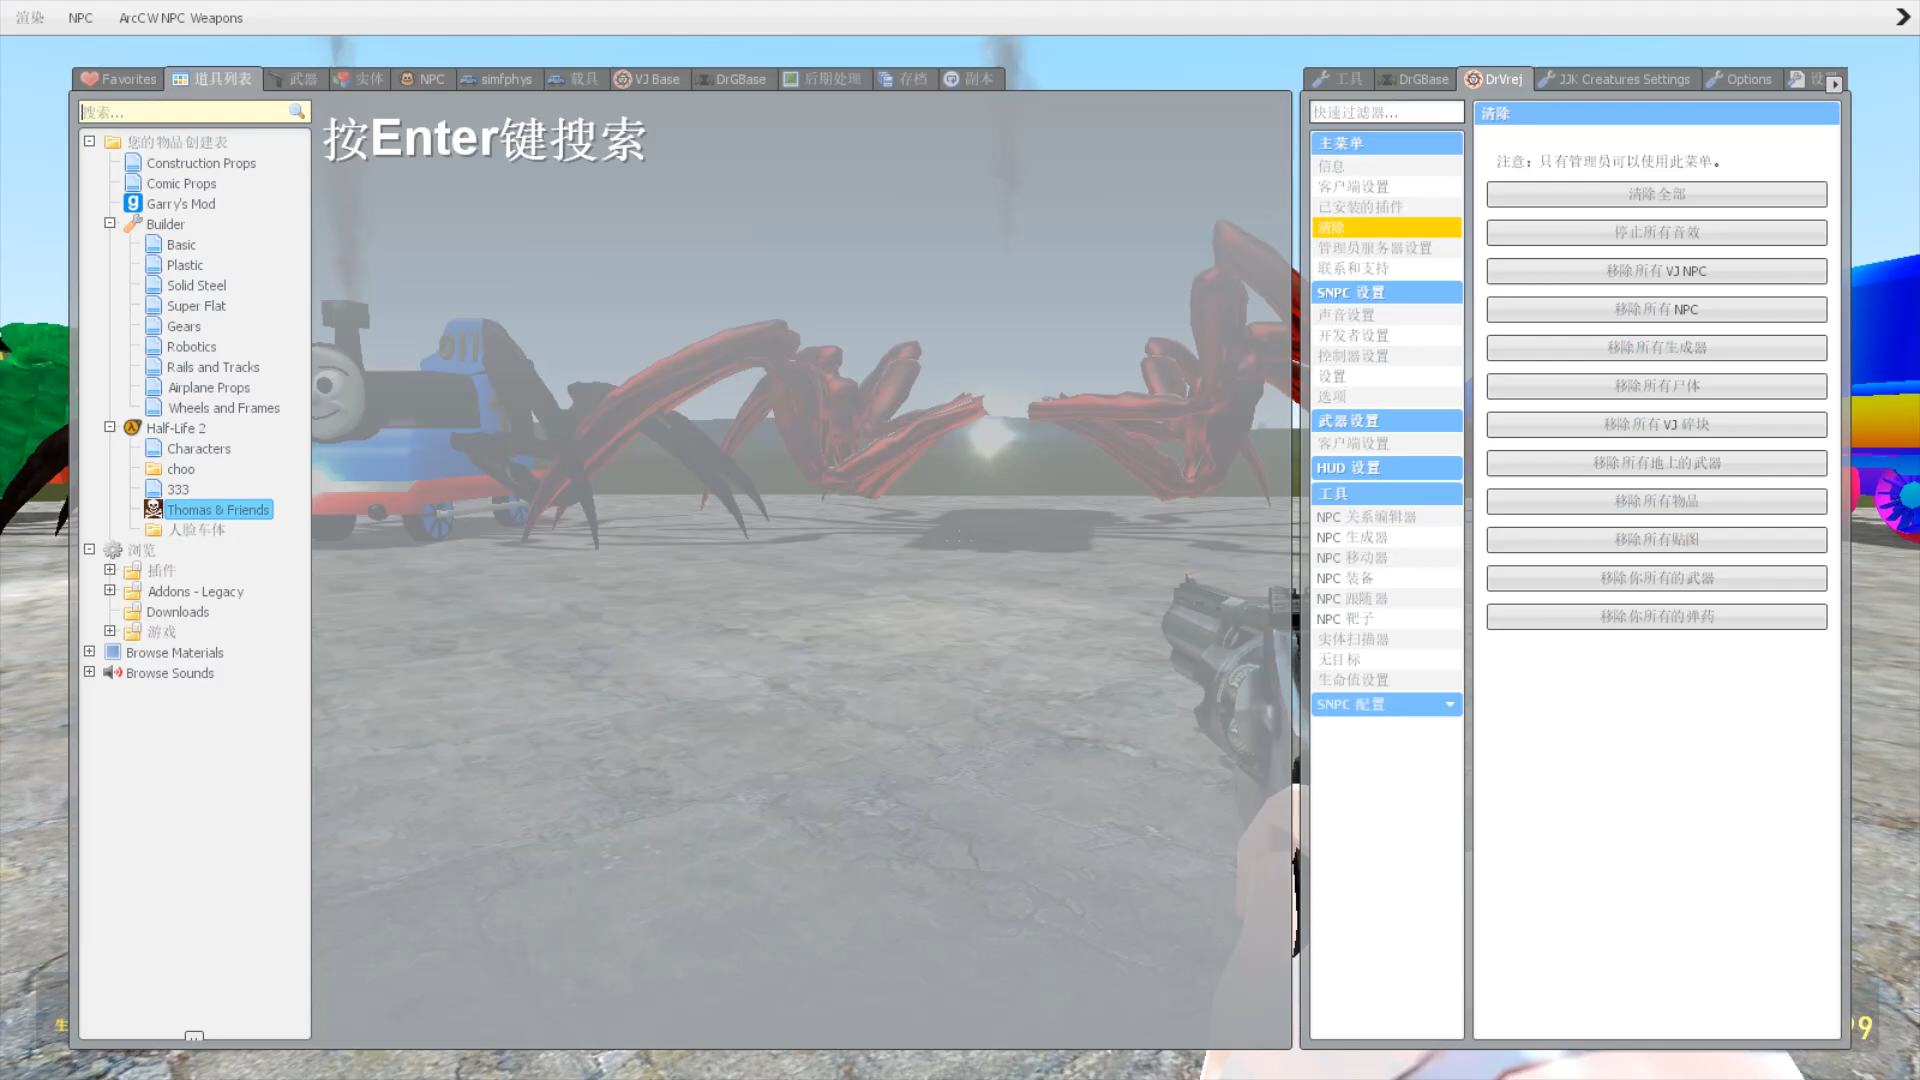 渲染 NPC ArcCW NPC Weapons
Favorites 道具列表 武器 实体 NPC simfphys 载具 VJ Base DrGBase 后期处理 存档 副本
搜索...
按Enter键搜索
您的物品创建表
Construction Props
Comic Props
Garry's Mod
Builder
Basic
Plastic
Solid Steel
Super Flat
Gears
Robotics
Rails and Tracks
Airplane Props
Wheels and Frames
Half-Life 2
Characters
choo
333
Thomas & Friends
人脸车体
浏览
插件
Addons - Legacy
Downloads
游戏
Browse Materials
Browse Sounds
工具 DrGBase DrVrej JJK Creatures Settings Options
快速过滤器...
主菜单
信息
客户端设置
已安装的插件
清除
管理员服务器设置
联系和支持
SNPC 设置
声音设置
开发者设置
控制器设置
设置
选项
武器设置
客户端设置
HUD 设置
工具
NPC 关系编辑器
NPC 生成器
NPC 移动器
NPC 装备
NPC 跟随器
NPC 靶子
实体扫描器
无目标
生命值设置
SNPC 配置
清除
注意：只有管理员可以使用此菜单。
清除全部
停止所有音效
移除所有 VJ NPC
移除所有 NPC
移除所有生成器
移除所有尸体
移除所有 VJ 碎块
移除所有地上的武器
移除所有物品
移除所有贴图
移除你所有的武器
移除你所有的弹药